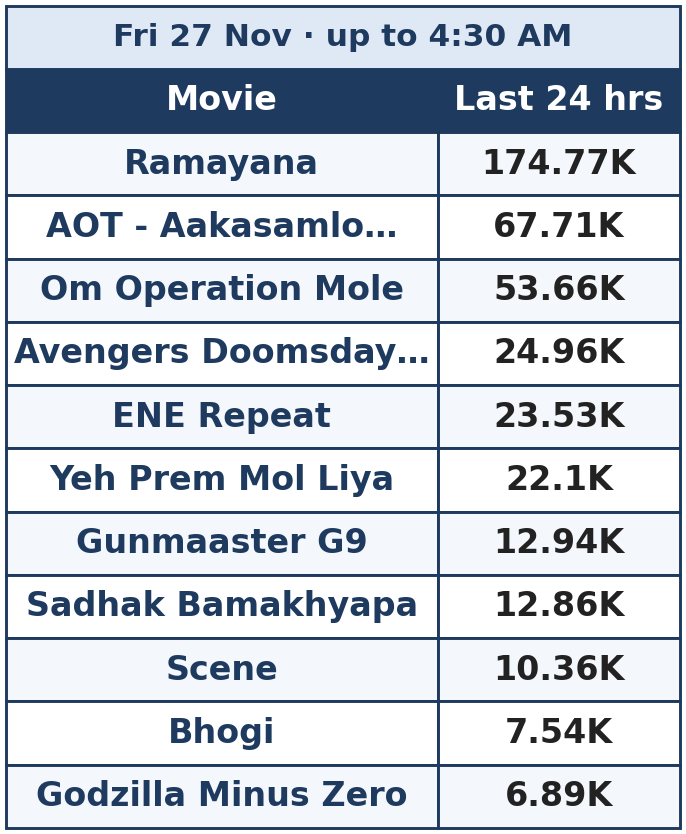 Fri 27 Nov · up to 4:30 AM
Movie Last 24 hrs
Ramayana 174.77K
AOT - Aakasamlo... 67.71K
Om Operation Mole 53.66K
Avengers Doomsday... 24.96K
ENE Repeat 23.53K
Yeh Prem Mol Liya 22.1K
Gunmaaster G9 12.94K
Sadhak Bamakhyapa 12.86K
Scene 10.36K
Bhogi 7.54K
Godzilla Minus Zero 6.89K